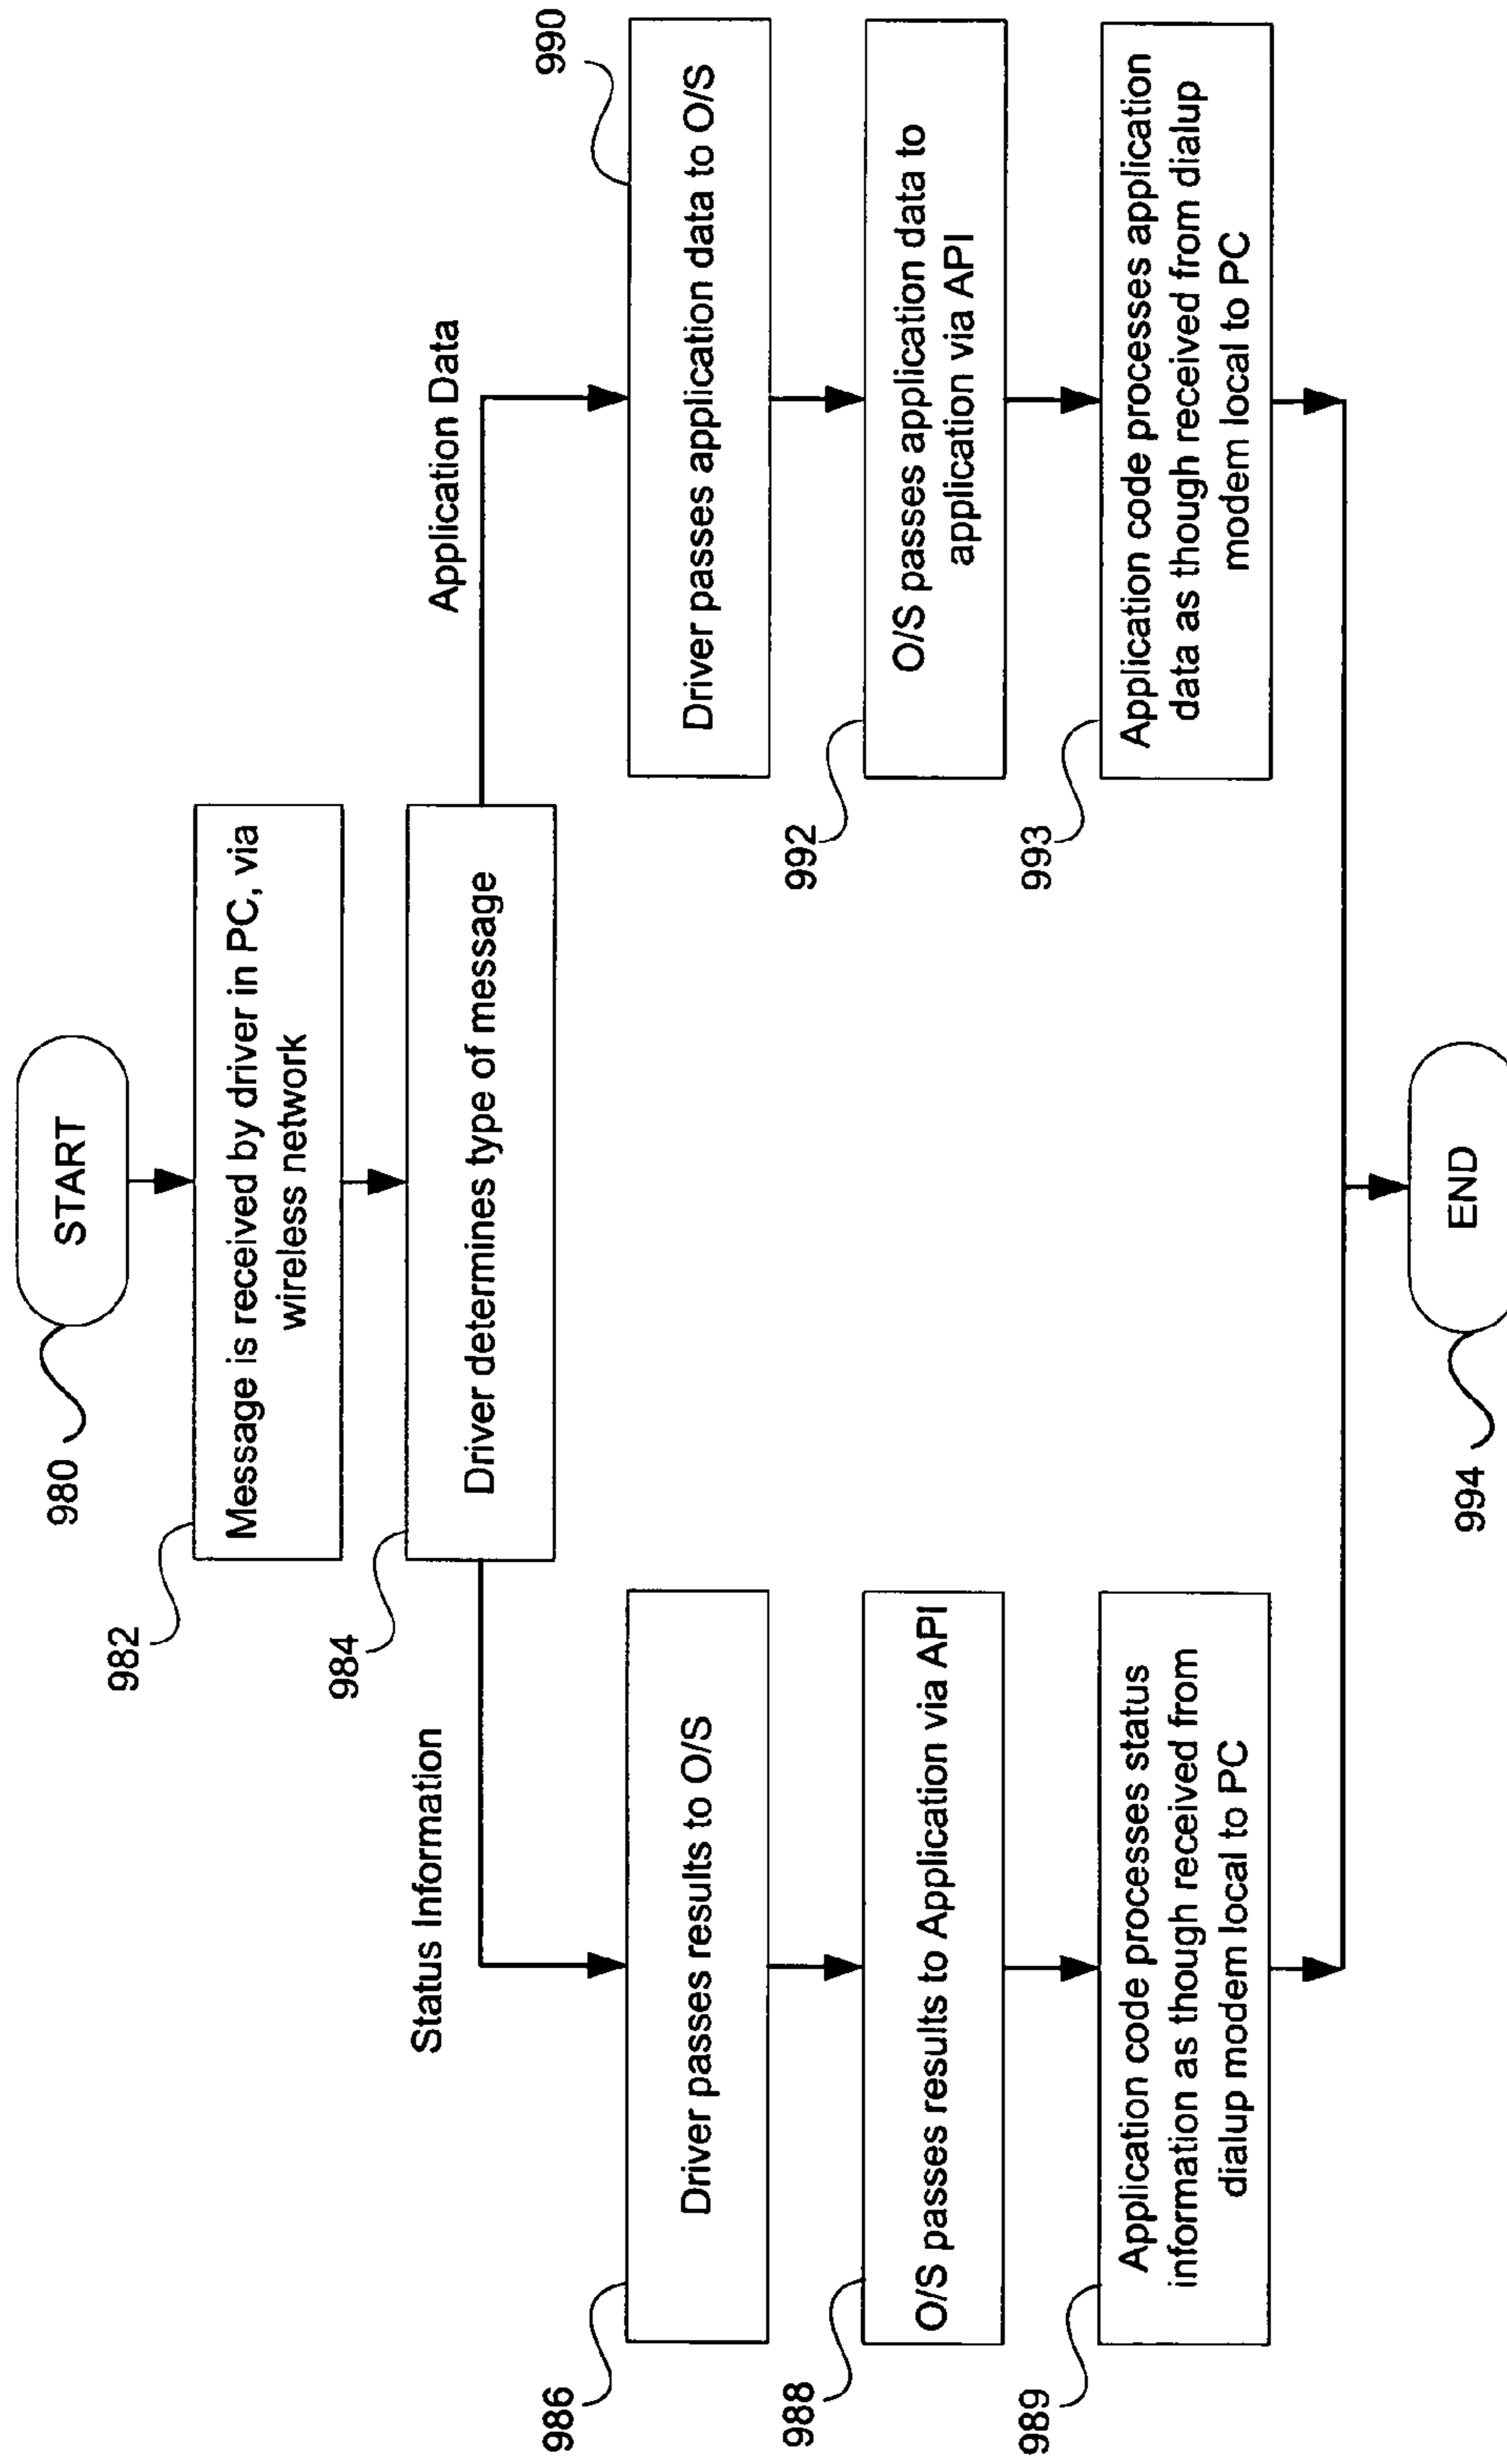 START
980
982
Message is received by driver in PC, via
wireless network
984
Driver determines type of message
Status Information
986
Driver passes results to O/S
988
O/S passes results to Application via API
989
Application code processes status
information as though received from
dialup modem local to PC
Application Data
990
Driver passes application data to O/S
992
O/S passes application data to
application via API
993
Application code processes application
data as though received from dialup
modem local to PC
994
END